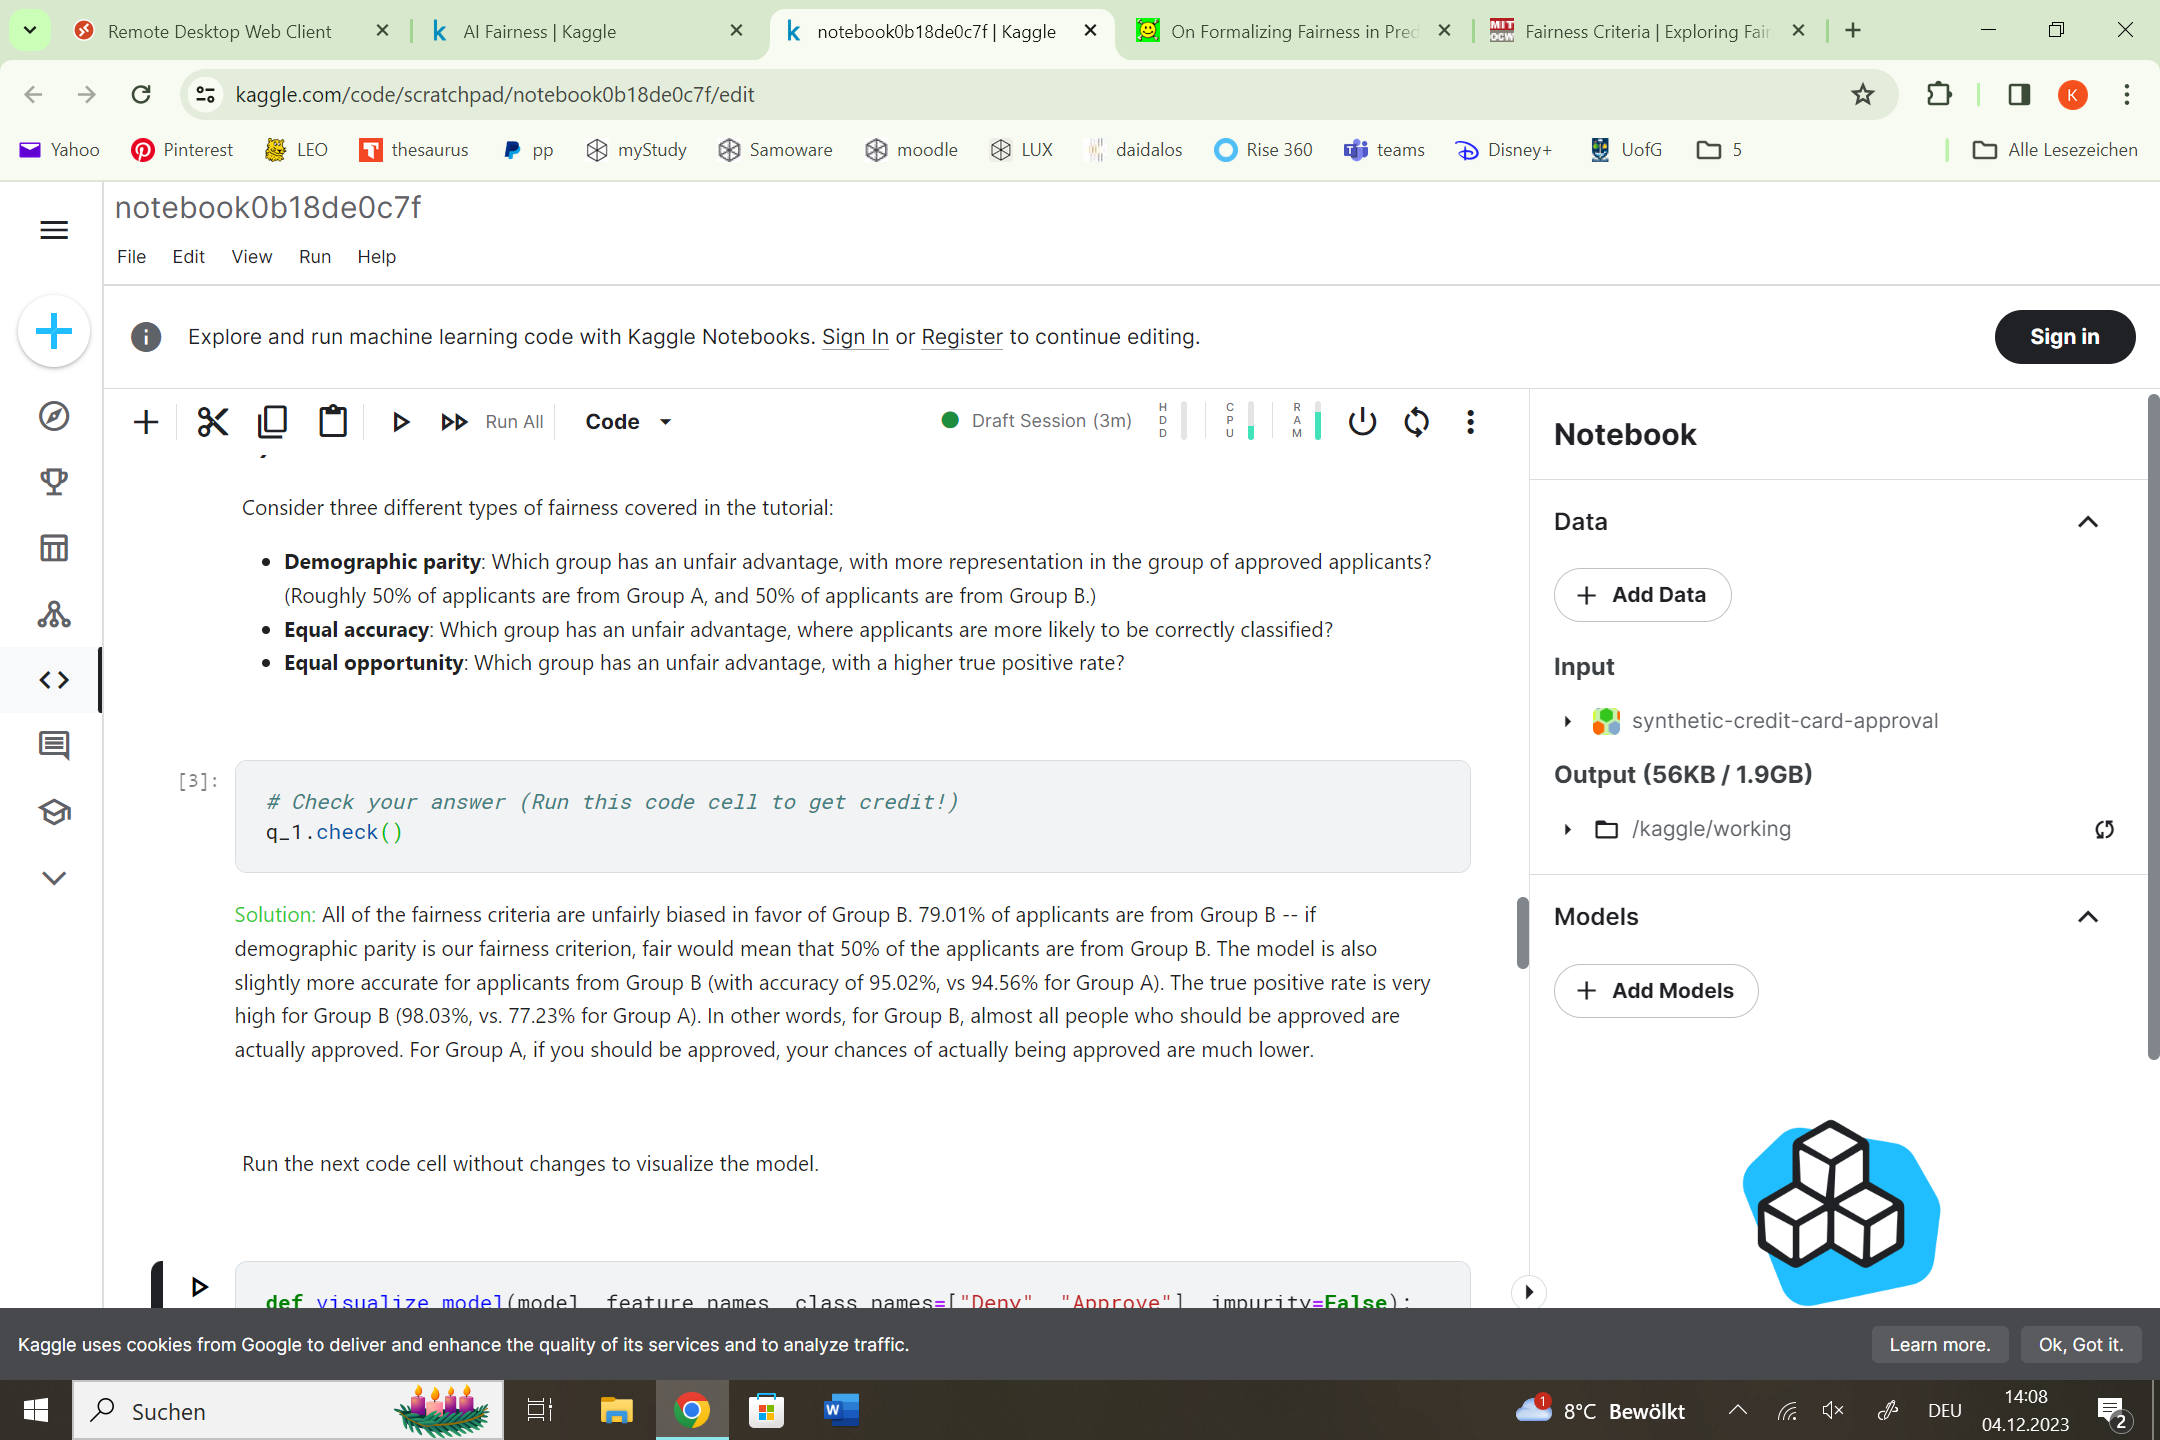 Remote Desktop Web Client
AI Fairness | Kaggle
notebook0b18de0c7f | Kaggle
On Formalizing Fairness in Pred
Fairness Criteria | Exploring Fair
kaggle.com/code/scratchpad/notebook0b18de0c7f/edit
K
Yahoo
Pinterest
LEO
thesaurus
pp
myStudy
Samoware
moodle
LUX
daidalos
Rise 360
teams
Disney+
UofG
5
Alle Lesezeichen
notebook0b18de0c7f
File Edit View Run Help
Explore and run machine learning code with Kaggle Notebooks. Sign In or Register to continue editing.
Sign in
Run All
Code
Draft Session (3m)
HDD
CPU
RAM
Consider three different types of fairness covered in the tutorial:
• Demographic parity: Which group has an unfair advantage, with more representation in the group of approved applicants?
(Roughly 50% of applicants are from Group A, and 50% of applicants are from Group B.)
• Equal accuracy: Which group has an unfair advantage, where applicants are more likely to be correctly classified?
• Equal opportunity: Which group has an unfair advantage, with a higher true positive rate?
[3]:
# Check your answer (Run this code cell to get credit!)
q_1.check()
Solution: All of the fairness criteria are unfairly biased in favor of Group B. 79.01% of applicants are from Group B -- if
demographic parity is our fairness criterion, fair would mean that 50% of the applicants are from Group B. The model is also
slightly more accurate for applicants from Group B (with accuracy of 95.02%, vs 94.56% for Group A). The true positive rate is very
high for Group B (98.03%, vs. 77.23% for Group A). In other words, for Group B, almost all people who should be approved are
actually approved. For Group A, if you should be approved, your chances of actually being approved are much lower.
Run the next code cell without changes to visualize the model.
def visualize_model(model, feature_names, class_names=["Deny", "Approve"], impurity=False):
Notebook
Data
+ Add Data
Input
synthetic-credit-card-approval
Output (56KB / 1.9GB)
/kaggle/working
Models
+ Add Models
Kaggle uses cookies from Google to deliver and enhance the quality of its services and to analyze traffic.
Learn more.
Ok, Got it.
Suchen
1
8°C Bewölkt
DEU
14:08
04.12.2023
2